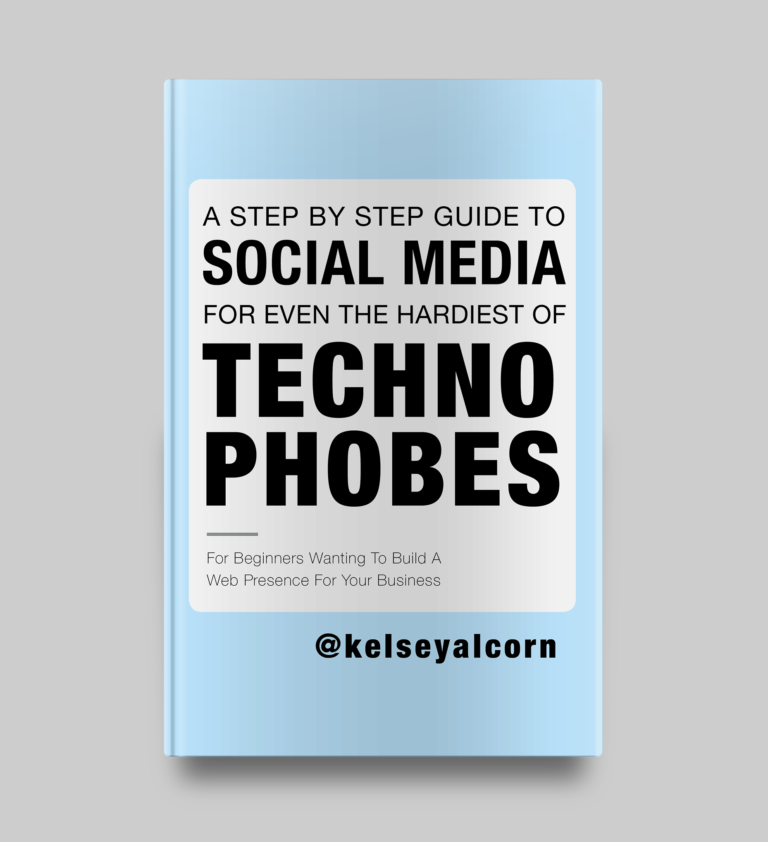 A STEP BY STEP GUIDE TO
SOCIAL MEDIA
FOR EVEN THE HARDIEST OF
TECHNO
PHOBES
For Beginners Wanting To Build A
Web Presence For Your Business
@kelseyalcorn